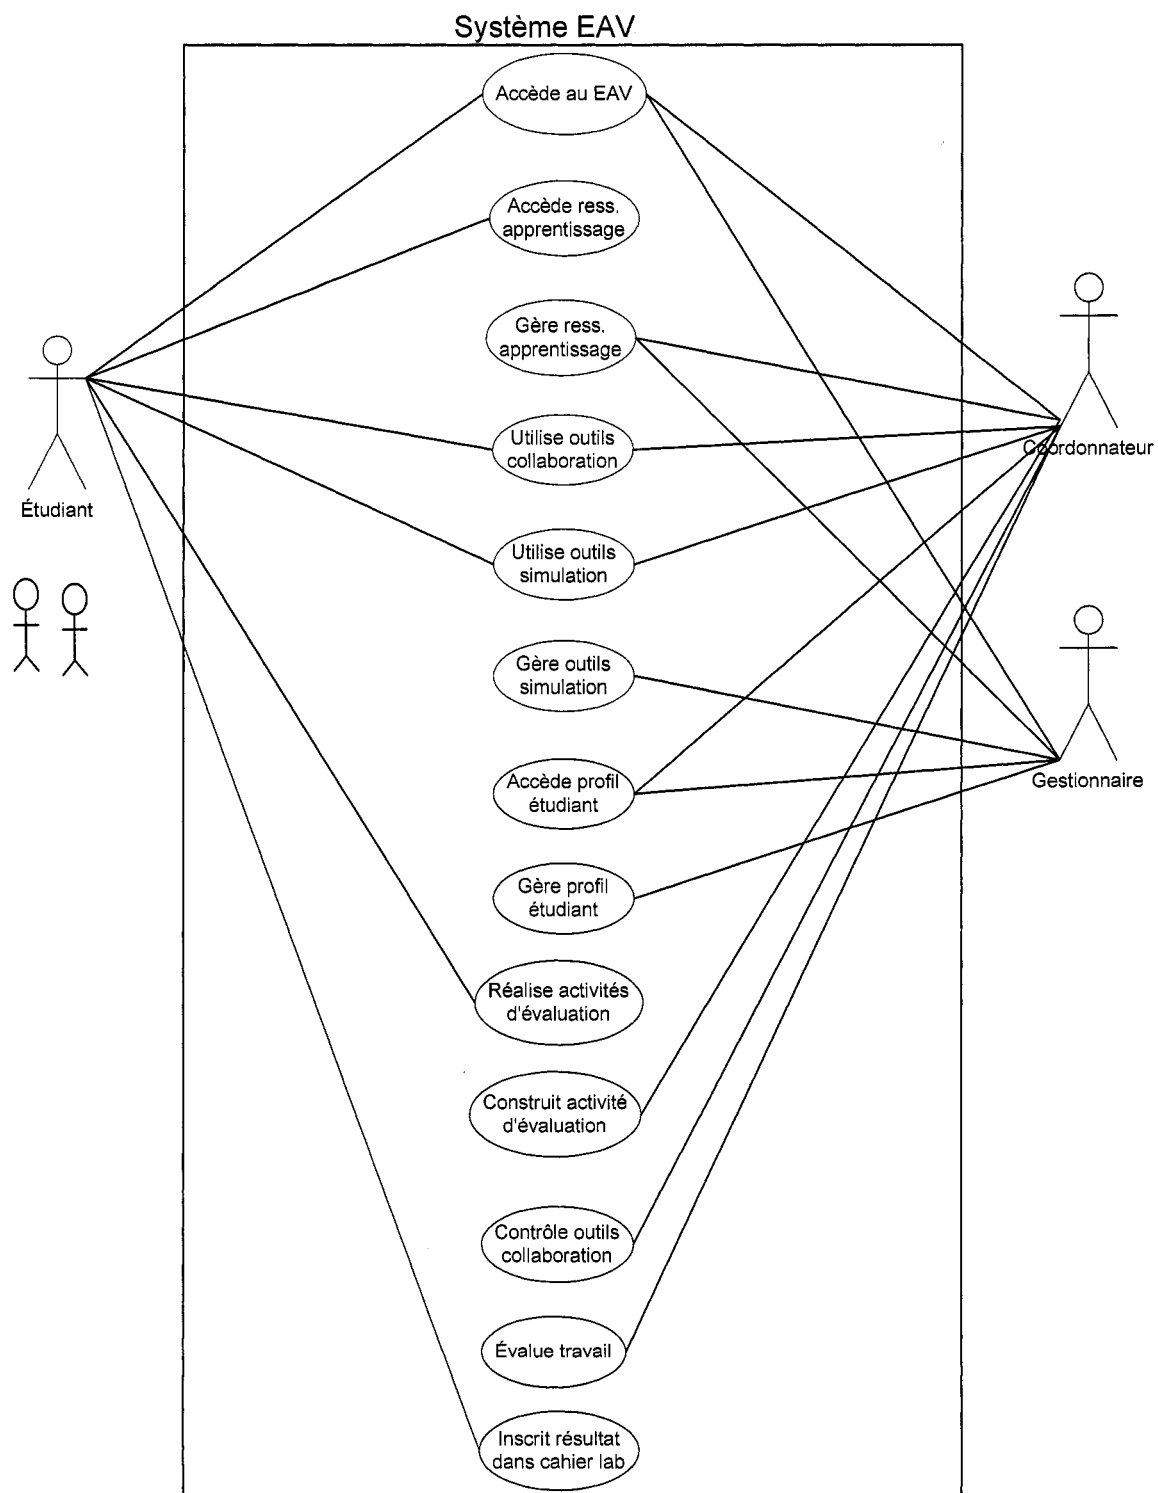 Système EAV
Accède au EAV
Accède ress.
apprentissage
Gère ress.
apprentissage
Utilise outils
collaboration
Coordonnateur
Étudiant
Utilise outils
simulation
Gère outils
simulation
Accède profil
étudiant
Gestionnaire
Gère profil
étudiant
Réalise activités
d'évaluation
Construit activité
d'évaluation
Contrôle outils
collaboration
Évalue travail
Inscrit résultat
dans cahier lab